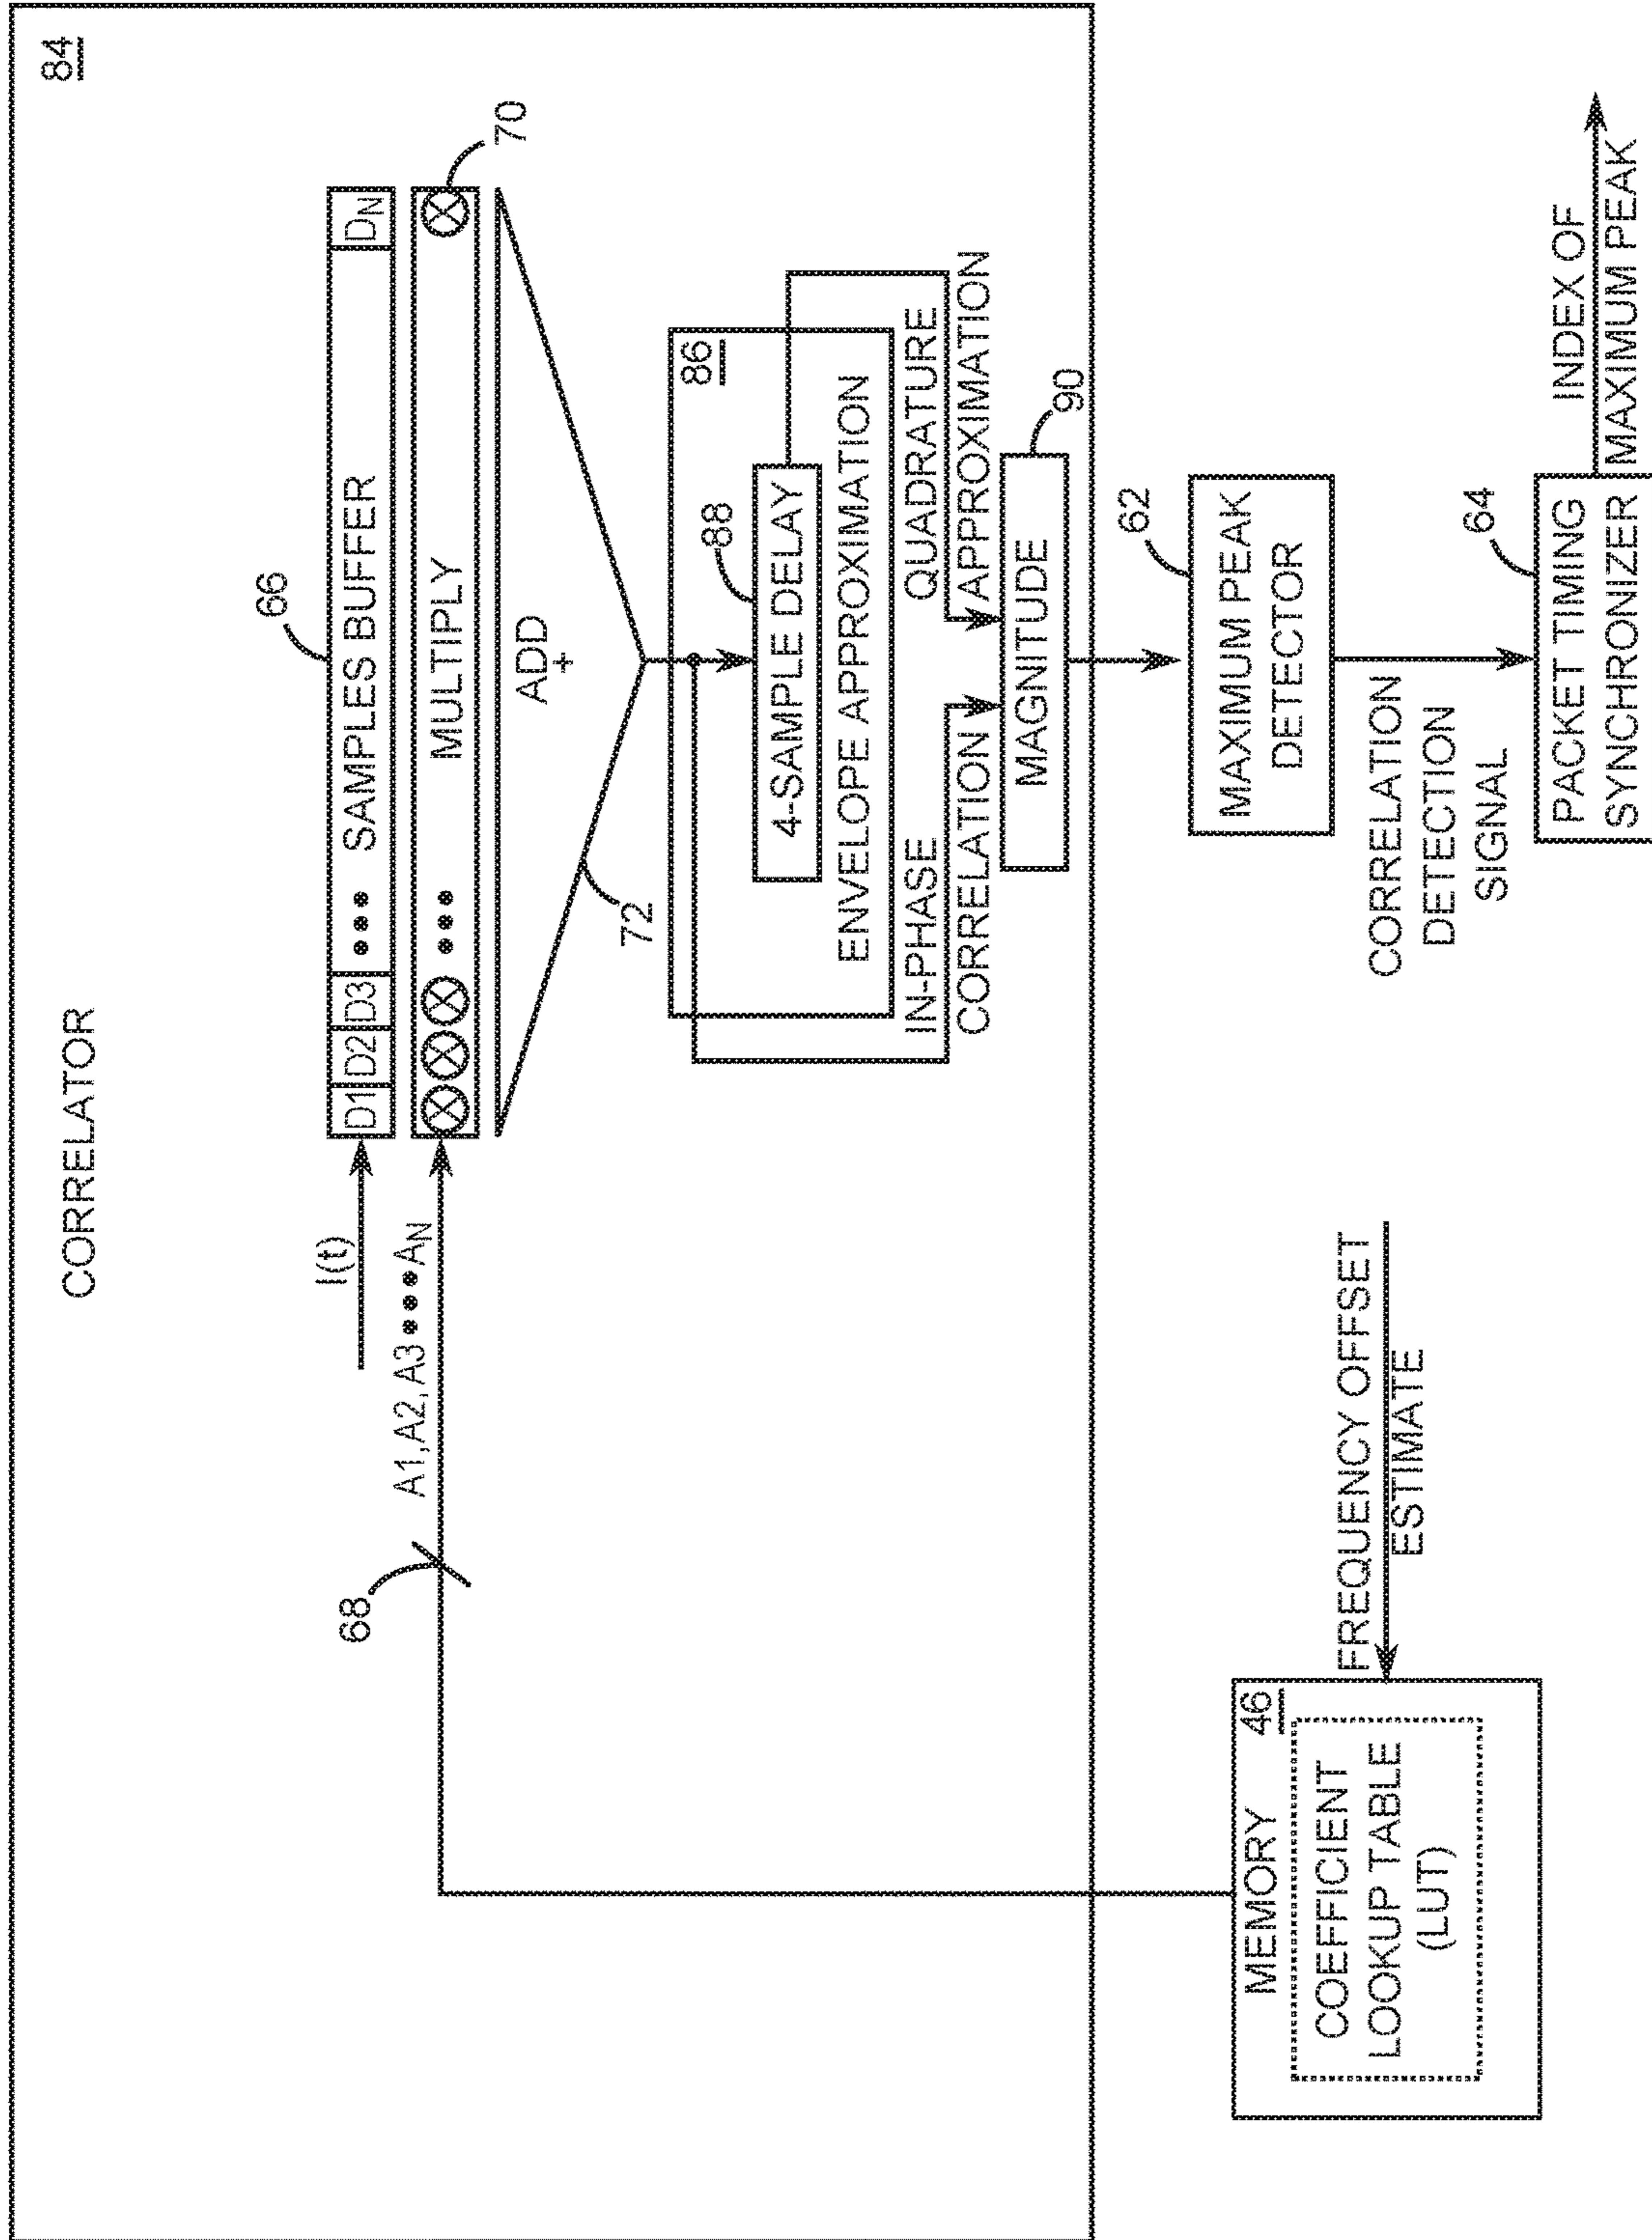 CORRELATOR
84
66
I(t)
D1 D2 D3 ••• SAMPLES BUFFER DN
68
A1, A2, A3 •••• AN
MULTIPLY •••
70
ADD
+
72
86
88
4-SAMPLE DELAY
ENVELOPE APPROXIMATION
IN-PHASE
CORRELATION
QUADRATURE
APPROXIMATION
MAGNITUDE
90
62
MAXIMUM PEAK
DETECTOR
CORRELATION
DETECTION
SIGNAL
64
PACKET TIMING
SYNCHRONIZER
INDEX OF
MAXIMUM PEAK
MEMORY 46
COEFFICIENT
LOOKUP TABLE
(LUT)
FREQUENCY OFFSET
ESTIMATE